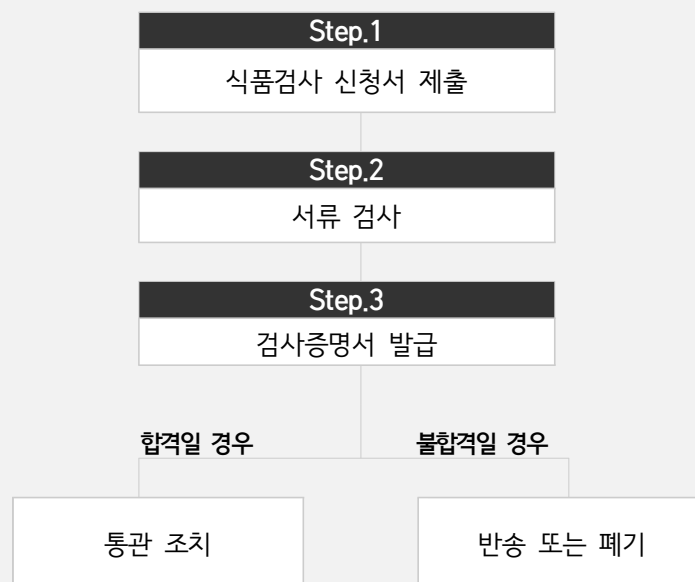 Step.1
식품검사 신청서 제출
Step.2
서류 검사
Step.3
검사증명서 발급
합격일 경우
불합격일 경우
통관 조치
반송 또는 폐기